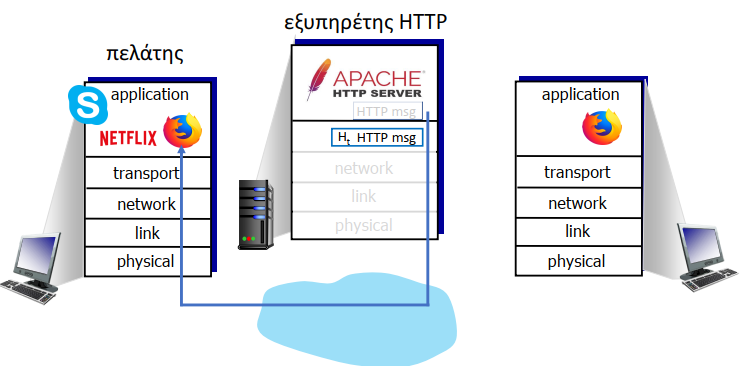 πελάτης
application
S
NETFLIX
transport
network
link
physical
εξυπηρέτης HTTP
APACHE®
HTTP SERVER
HTTP msg
Ht HTTP msg
network
link
physical
application
transport
network
link
physical